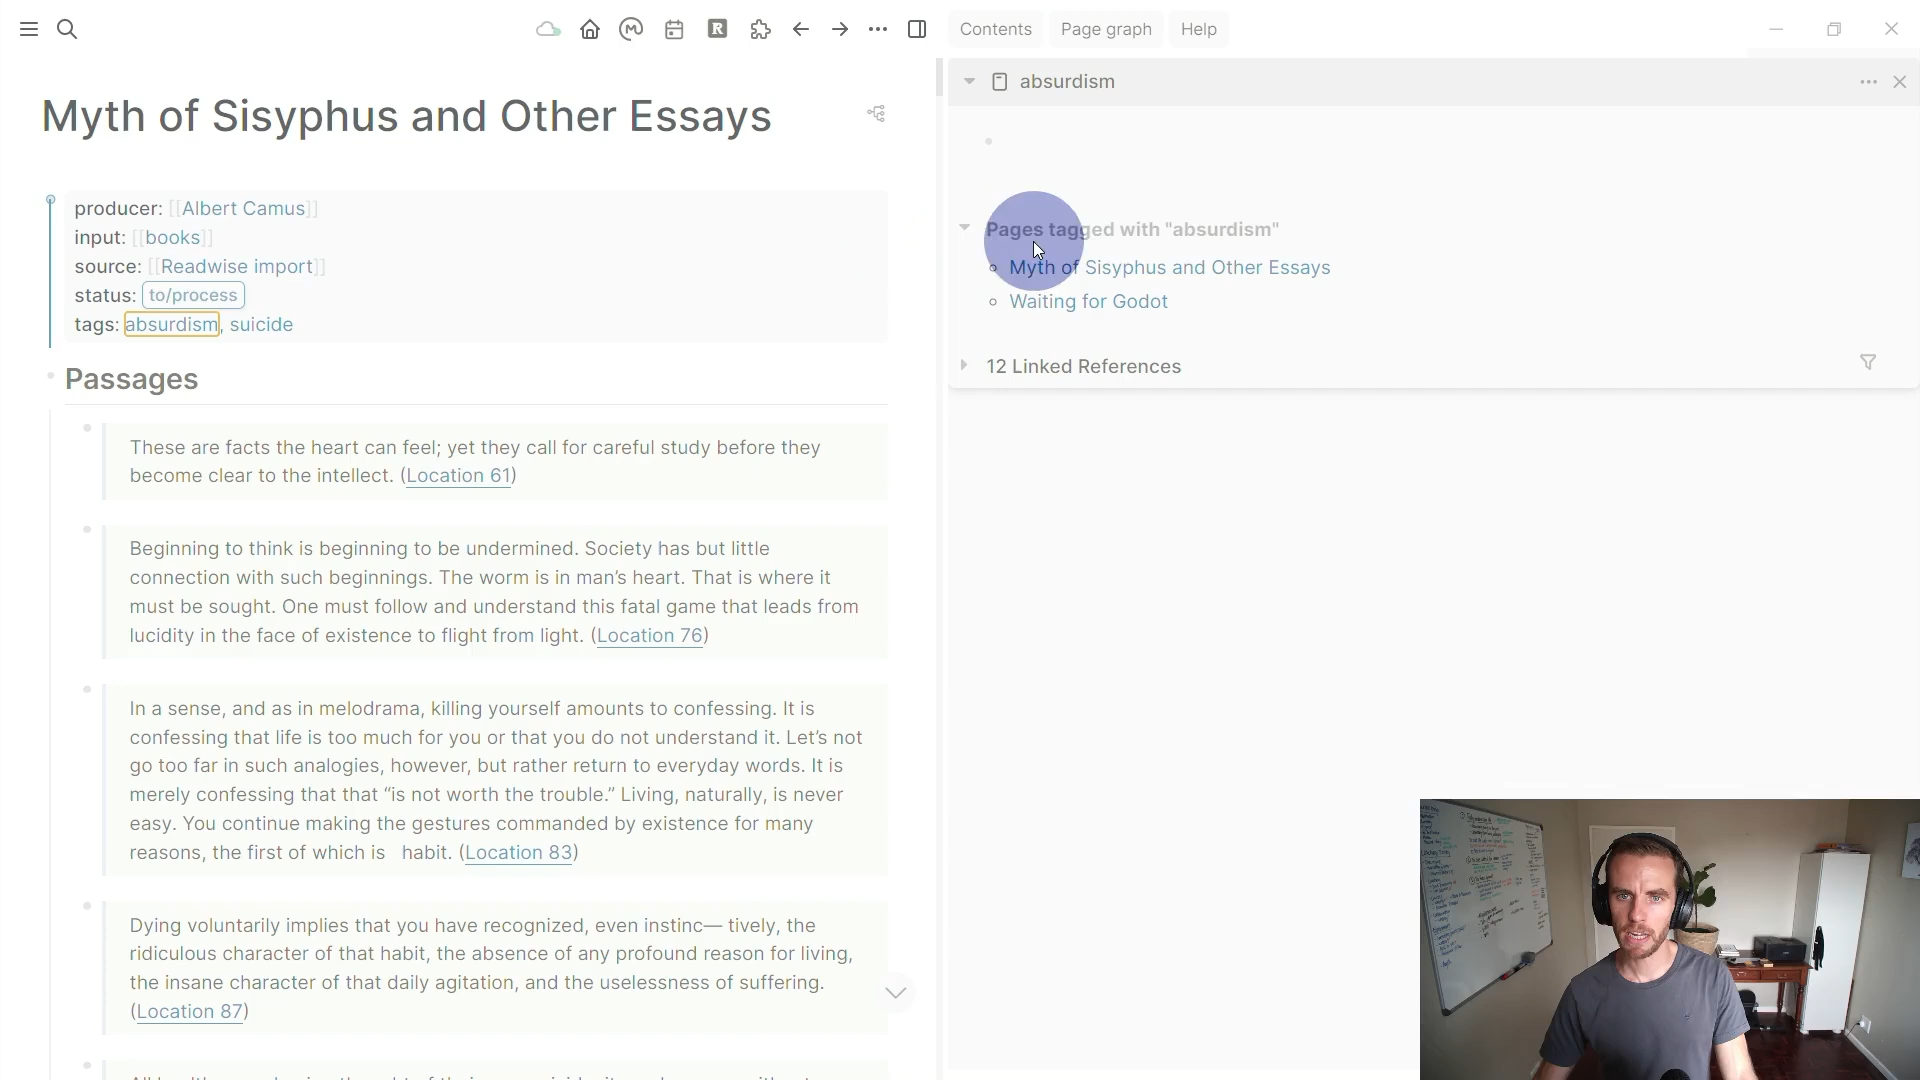 Contents Page graph Help
Myth of Sisyphus and Other Essays
producer: [[Albert Camus]]
input: [[books]]
source: [[Readwise import]]
status: to/process
tags: absurdism, suicide
Passages
These are facts the heart can feel; yet they call for careful study before they
become clear to the intellect. (Location 61)
Beginning to think is beginning to be undermined. Society has but little
connection with such beginnings. The worm is in man’s heart. That is where it
must be sought. One must follow and understand this fatal game that leads from
lucidity in the face of existence to flight from light. (Location 76)
In a sense, and as in melodrama, killing yourself amounts to confessing. It is
confessing that life is too much for you or that you do not understand it. Let’s not
go too far in such analogies, however, but rather return to everyday words. It is
merely confessing that that “is not worth the trouble.” Living, naturally, is never
easy. You continue making the gestures commanded by existence for many
reasons, the first of which is habit. (Location 83)
Dying voluntarily implies that you have recognized, even instinc— tively, the
ridiculous character of that habit, the absence of any profound reason for living,
the insane character of that daily agitation, and the uselessness of suffering.
(Location 87)
absurdism
Pages tagged with "absurdism"
Myth of Sisyphus and Other Essays
Waiting for Godot
12 Linked References